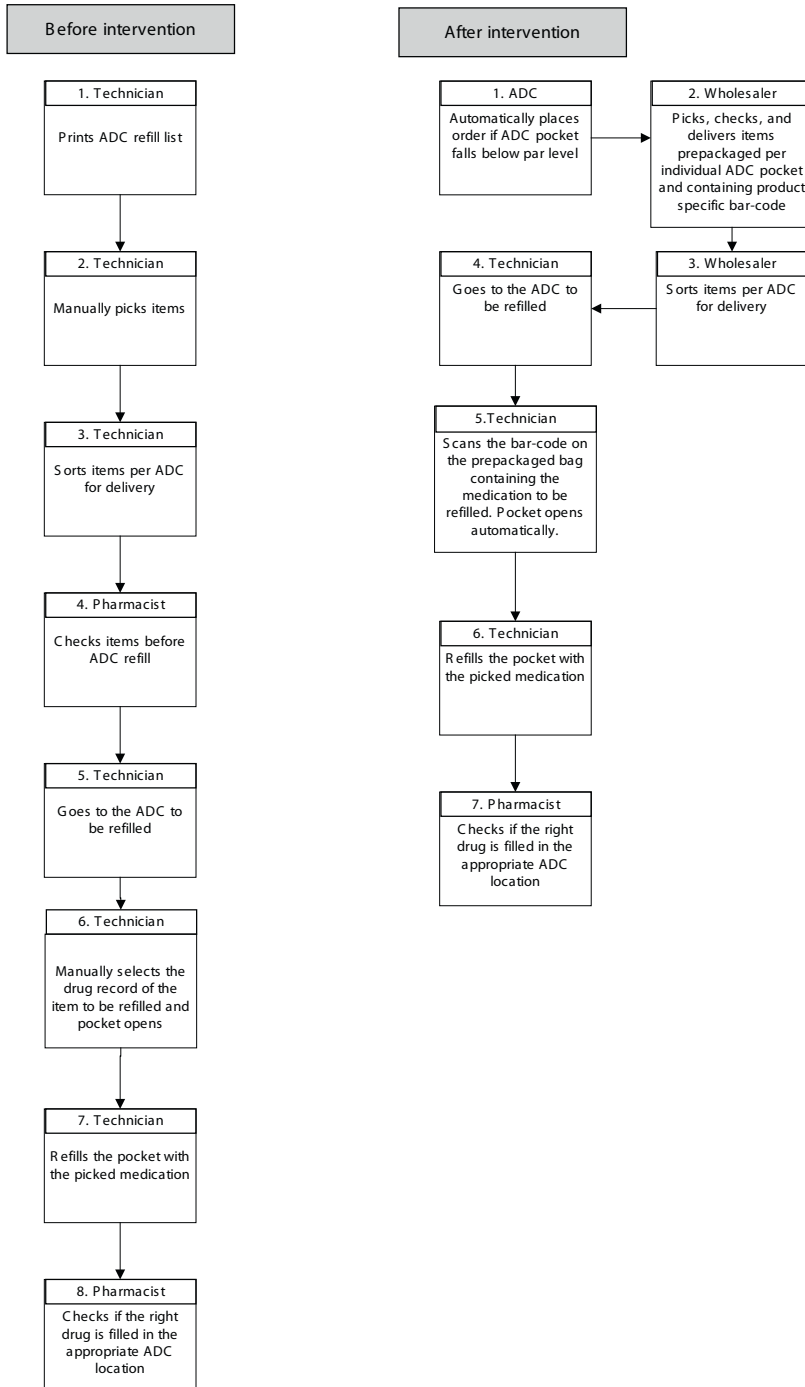 Before intervention
1. Technician
Prints ADC refill list
2. Technician
Manually picks items
3. Technician
Sorts items per ADC
for delivery
4. Pharmacist
Checks items before
ADC refill
5. Technician
Goes to the ADC to
be refilled
6. Technician
Manually selects the
drug record of the
item to be refilled and
pocket opens
7. Technician
Refills the pocket with
the picked medication
8. Pharmacist
Checks if the right
drug is filled in the
appropriate ADC
location
After intervention
1. ADC
Automatically places
order if ADC pocket
falls below par level
2. Wholesaler
Picks, checks, and
delivers items
prepackaged per
individual ADC pocket
and containing product
specific bar-code
3. Wholesaler
Sorts items per ADC
for delivery
4. Technician
Goes to the ADC to
be refilled
5.Technician
Scans the bar-code on
the prepackaged bag
containing the
medication to be
refilled. Pocket opens
automatically.
6. Technician
Refills the pocket with
the picked medication
7. Pharmacist
Checks if the right
drug is filled in the
appropriate ADC
location